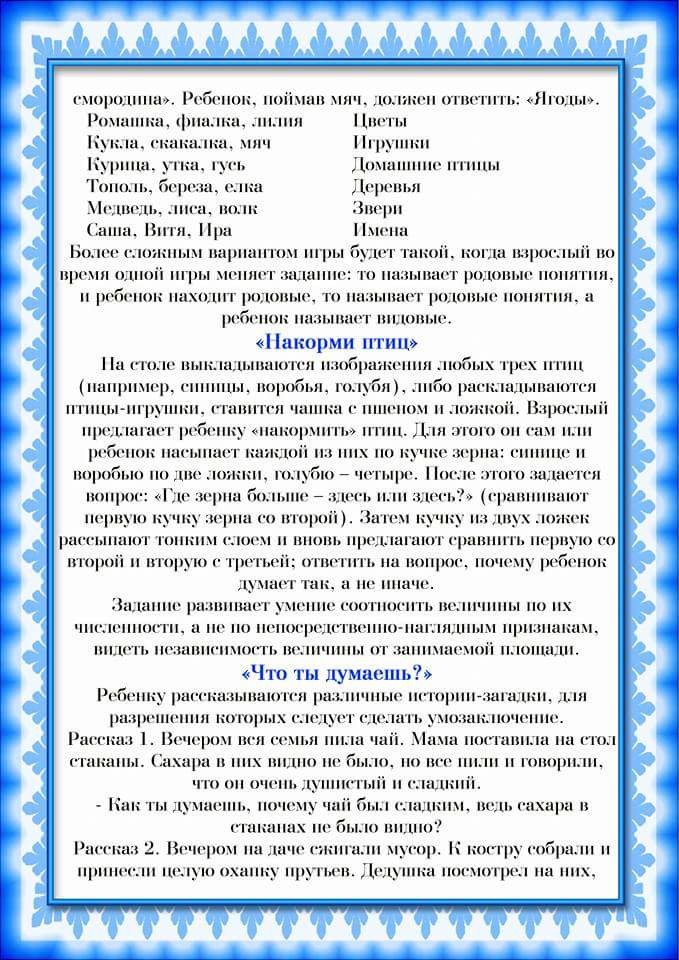 смородина». Ребенок, поймав мяч, должен ответить: «Ягоды».
Ромашка, фиалка, лилия Цветы
Кукла, скакалка, мяч Игрушки
Курица, утка, гусь Домашние птицы
Тополь, береза, елка Деревья
Медведь, лиса, волк Звери
Саша, Витя, Ира Имена
Более сложным вариантом игры будет такой, когда взрослый во
время одной игры меняет задание: то называет родовые понятия,
и ребенок находит родовые, то называет родовые понятия, а
ребенок называет видовые.
«Накорми птиц»
На столе выкладываются изображения любых трех птиц
(например, синицы, воробья, голубя), либо раскладываются
птицы-игрушки, ставится чашка с пшеном и ложкой. Взрослый
предлагает ребенку «накормить» птиц. Для этого он сам или
ребенок насыпает каждой из них по кучке зерна: синице и
воробью по две ложки, голубю – четыре. После этого задается
вопрос: «Где зерна больше – здесь или здесь?» (сравнивают
первую кучку зерна со второй). Затем кучку из двух ложек
рассыпают тонким слоем и вновь предлагают сравнить первую со
второй и вторую с третьей; ответить на вопрос, почему ребенок
думает так, а не иначе.
Задание развивает умение соотносить величины по их
численности, а не по непосредственно-наглядным признакам,
видеть независимость величины от занимаемой площади.
«Что ты думаешь?»
Ребенку рассказываются различные истории-загадки, для
разрешения которых следует сделать умозаключение.
Рассказ 1. Вечером вся семья пила чай. Мама поставила на стол
стаканы. Сахара в них видно не было, но все пили и говорили,
что он очень душистый и сладкий.
- Как ты думаешь, почему чай был сладким, ведь сахара в
стаканах не было видно?
Рассказ 2. Вечером на даче сжигали мусор. К костру собрали и
принесли целую охапку прутьев. Дедушка посмотрел на них,